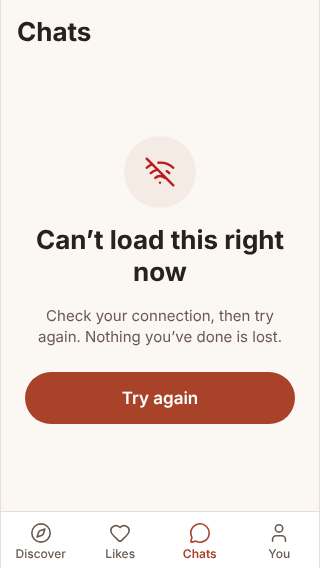 Chats
Can’t load this right
now
Check your connection, then try
again. Nothing you’ve done is lost.
Try again
Discover
Likes
Chats
You